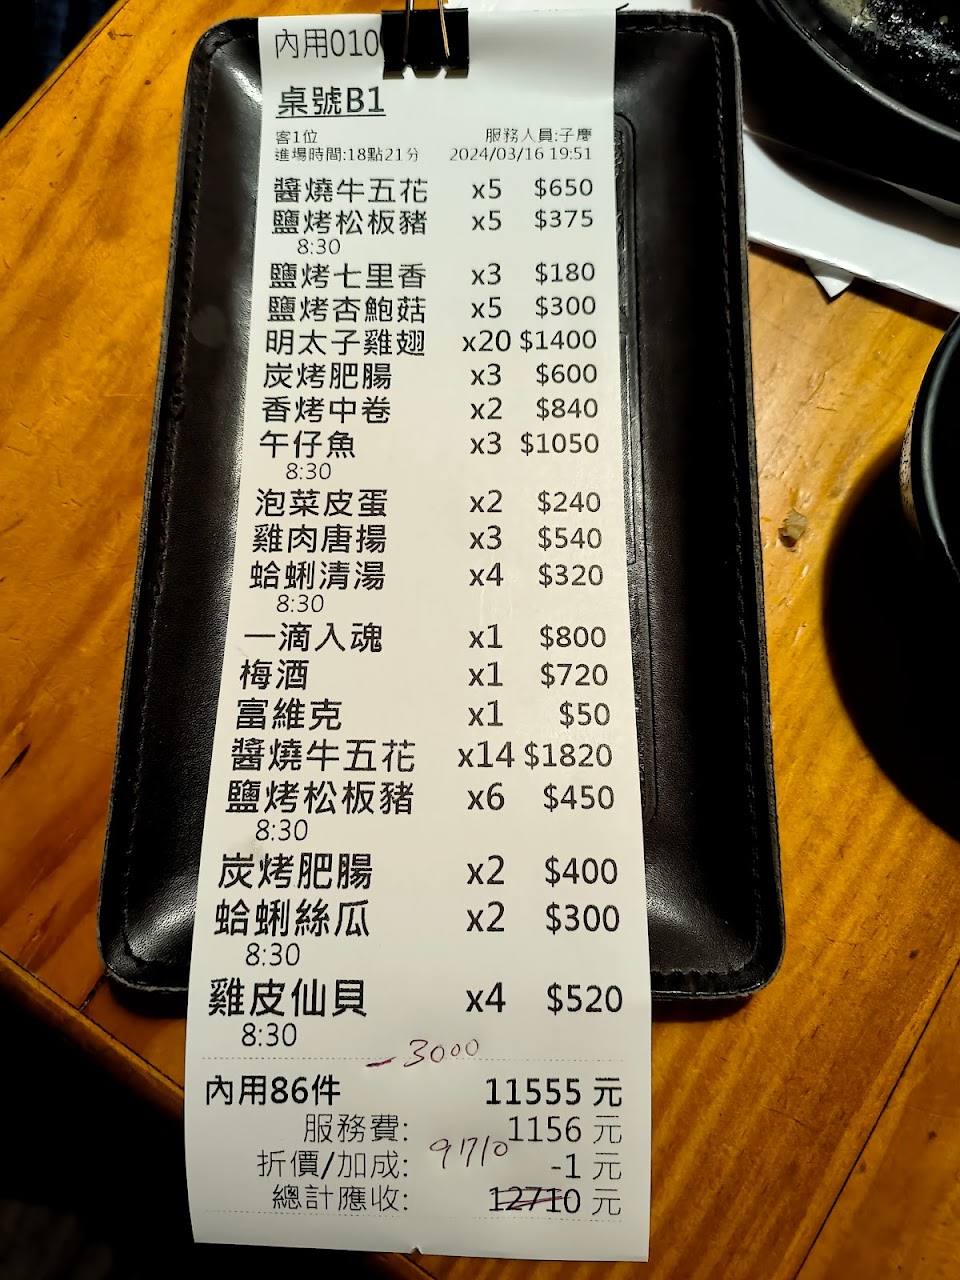 內用010
桌號B1
客1位 服務人員:子慶
進場時間:18點21分 2024/03/16 19:51
醬燒牛五花 x5 $650
鹽烤松板豬 x5 $375
8:30
鹽烤七里香 x3 $180
鹽烤杏鮑菇 x5 $300
明太子雞翅 x20 $1400
炭烤肥腸 x3 $600
香烤中卷 x2 $840
午仔魚 x3 $1050
8:30
泡菜皮蛋 x2 $240
雞肉唐揚 x3 $540
蛤蜊清湯 x4 $320
8:30
一滴入魂 x1 $800
梅酒 x1 $720
富維克 x1 $50
醬燒牛五花 x14 $1820
鹽烤松板豬 x6 $450
8:30
炭烤肥腸 x2 $400
蛤蜊絲瓜 x2 $300
8:30
雞皮仙貝 x4 $520
8:30
-3000
內用86件 11555 元
服務費: 1156 元
9710
折價/加成: -1 元
總計應收: 12710 元